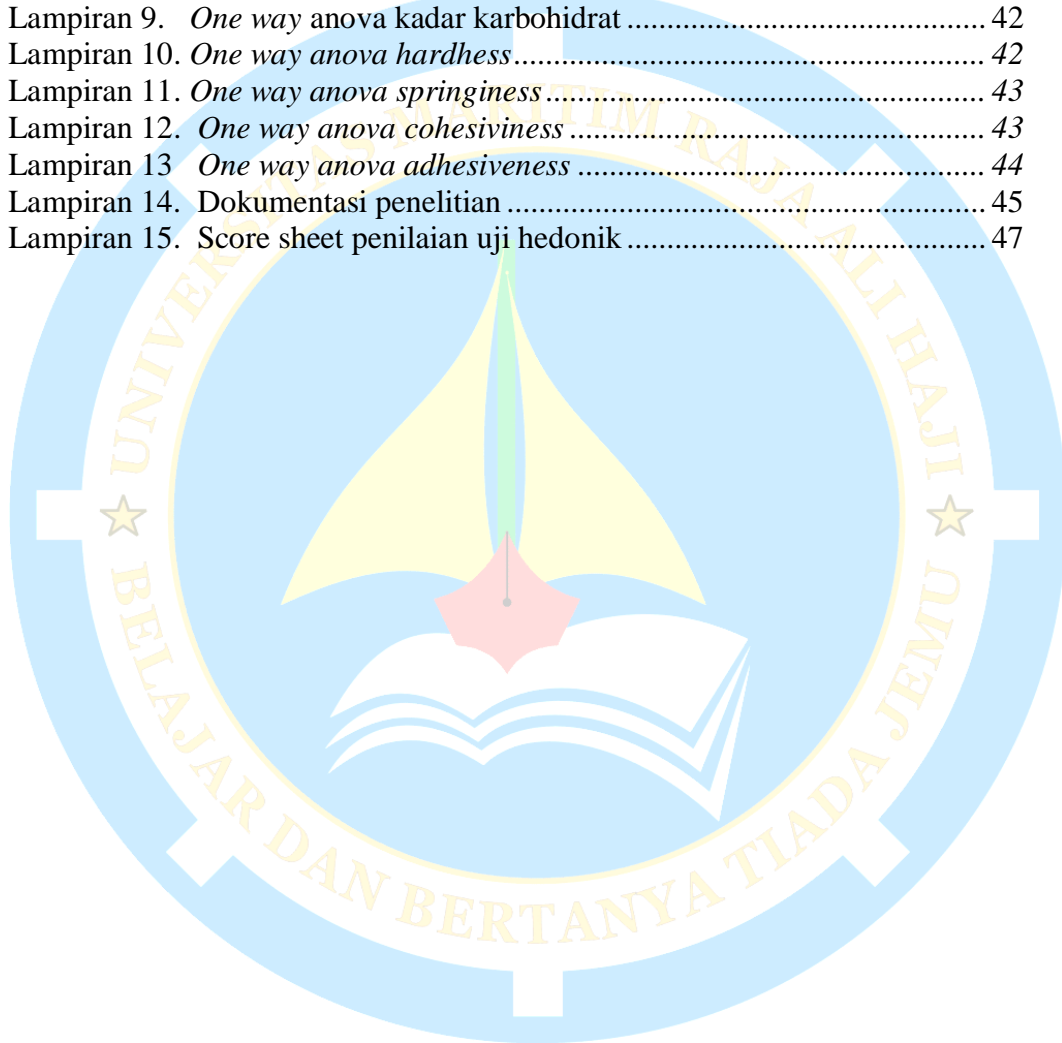 Lampiran 9. One way anova kadar karbohidrat ........................................... 42
Lampiran 10. One way anova hardhess ........................................... 42
Lampiran 11. One way anova springiness ........................................... 43
Lampiran 12. One way anova cohesiviness ........................................... 43
Lampiran 13 One way anova adhesiveness ........................................... 44
Lampiran 14. Dokumentasi penelitian ........................................... 45
Lampiran 15. Score sheet penilaian uji hedonik ........................................... 47
UNIVERSITAS MARITIM RAJA ALI HAJI
BELAJAR DAN BERTANYA TIADA JEMU